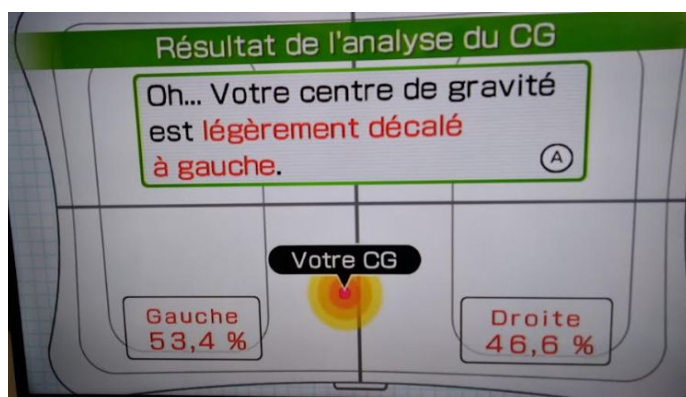 Résultat de l'analyse du CG
Oh... Votre centre de gravité
est légèrement décalé
à gauche.
A
Votre CG
Gauche
53,4 %
Droite
46,6 %